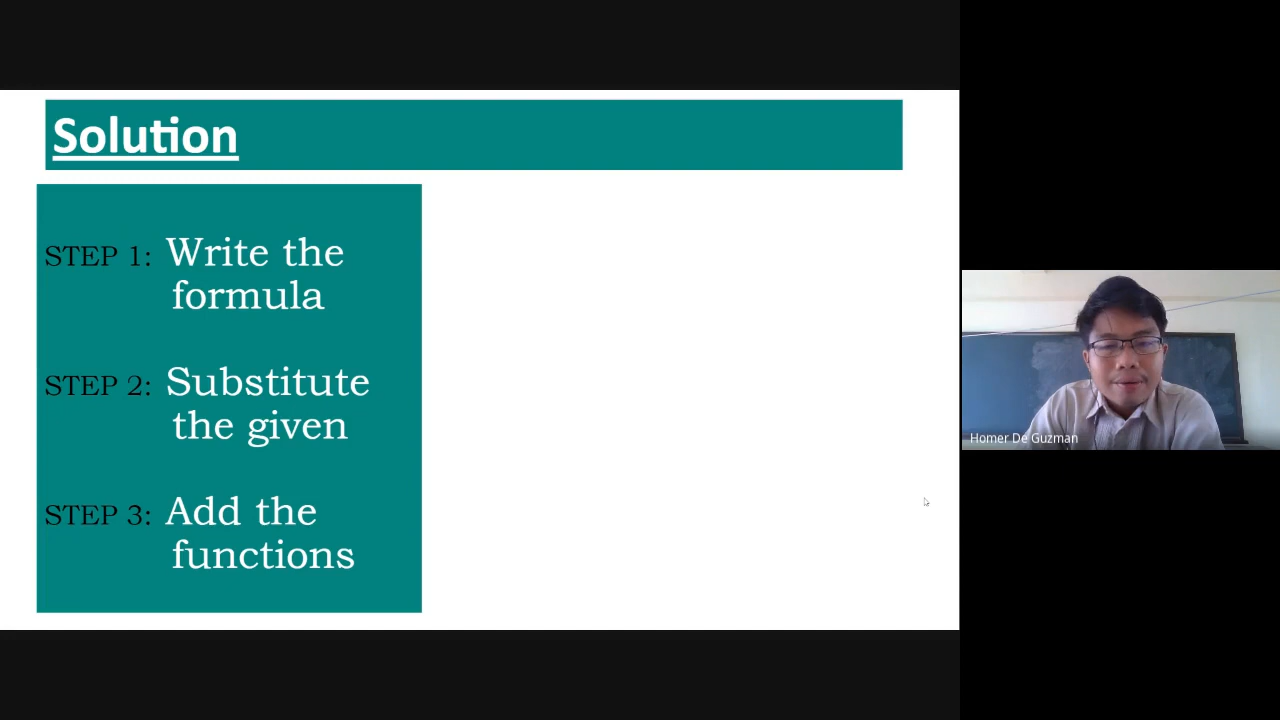 Solution
STEP 1: Write the
formula
STEP 2: Substitute
the given
STEP 3: Add the
functions
Homer De Guzman